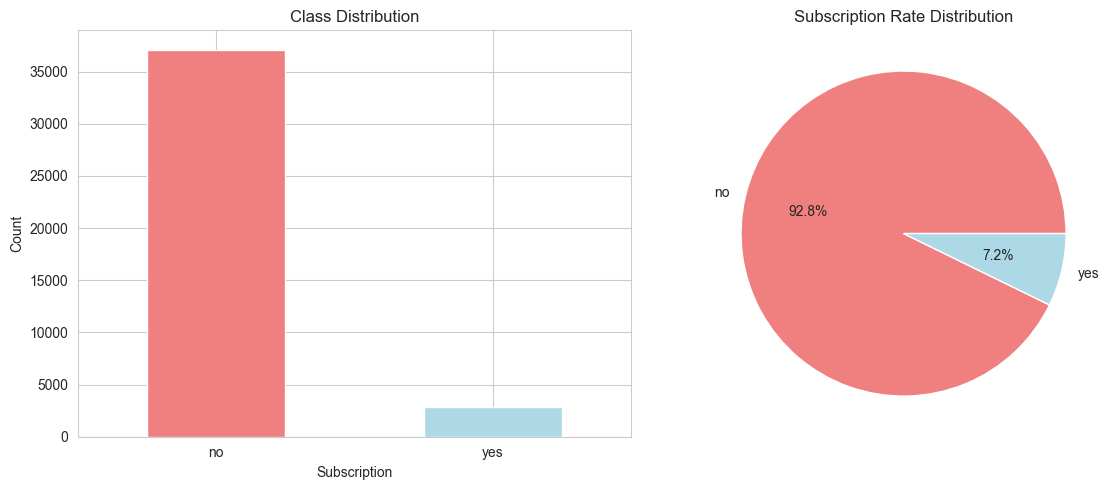 Class Distribution
Subscription Rate Distribution
35000
30000
25000
20000
15000
10000
5000
0
Count
no
yes
Subscription
no
92.8%
7.2%
yes